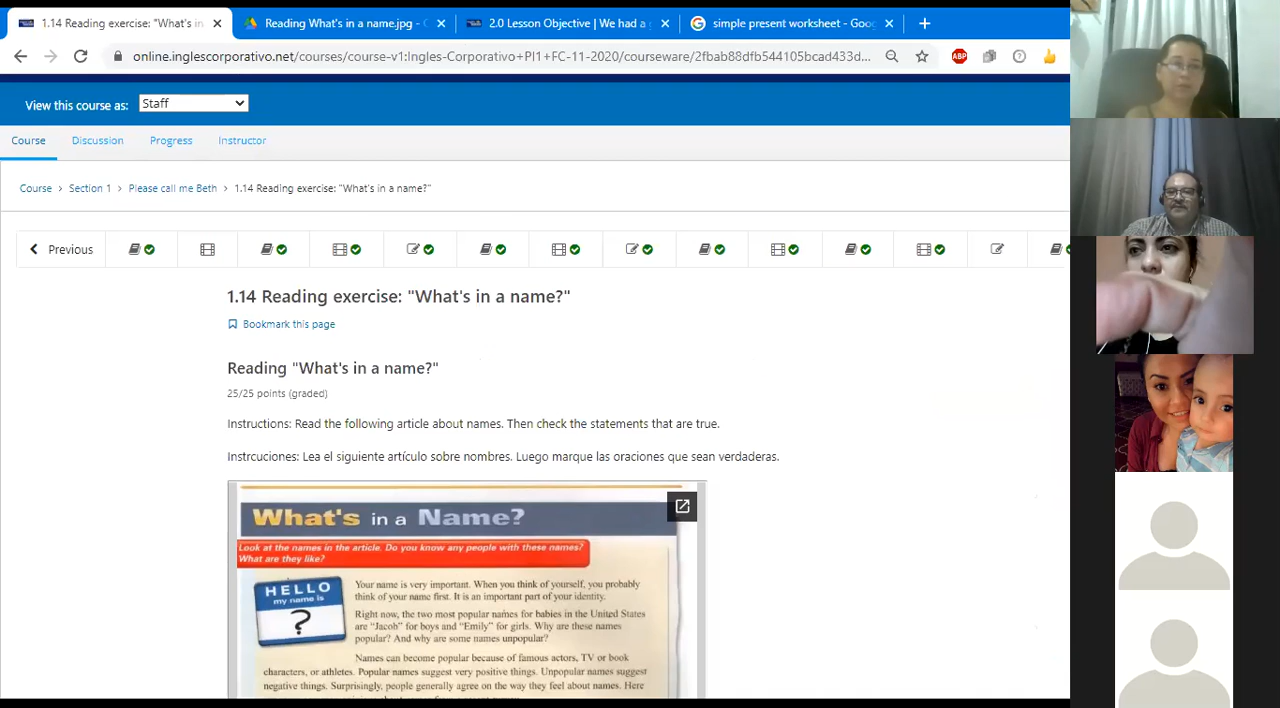 1.14 Reading exercise: "What's in
Reading What's in a name.jpg -
2.0 Lesson Objective | We had a
simple present worksheet - Goo
online.inglescorporativo.net/courses/course-v1:Ingles-Corporativo+PI1+FC-11-2020/courseware/2fbab88dfb544105bcad433d...
ABP
View this course as: Staff
Course Discussion Progress Instructor
Course > Section 1 > Please call me Beth > 1.14 Reading exercise: "What's in a name?"
Previous
1.14 Reading exercise: "What's in a name?"
Bookmark this page
Reading "What's in a name?"
25/25 points (graded)
Instructions: Read the following article about names. Then check the statements that are true.
Instrcuciones: Lea el siguiente artículo sobre nombres. Luego marque las oraciones que sean verdaderas.
What's in a Name?
Look at the names in the article. Do you know any people with these names?
What are they like?
HELLO
my name is
?
Your name is very important. When you think of yourself, you probably
think of your name first. It is an important part of your identity.
Right now, the two most popular names for babies in the United States
are "Jacob" for boys and "Emily" for girls. Why are these names
popular? And why are some names unpopular?
Names can become popular because of famous actors, TV or book
characters, or athletes. Popular names suggest very positive things. Unpopular names suggest
negative things. Surprisingly, people generally agree on the way they feel about names. Here